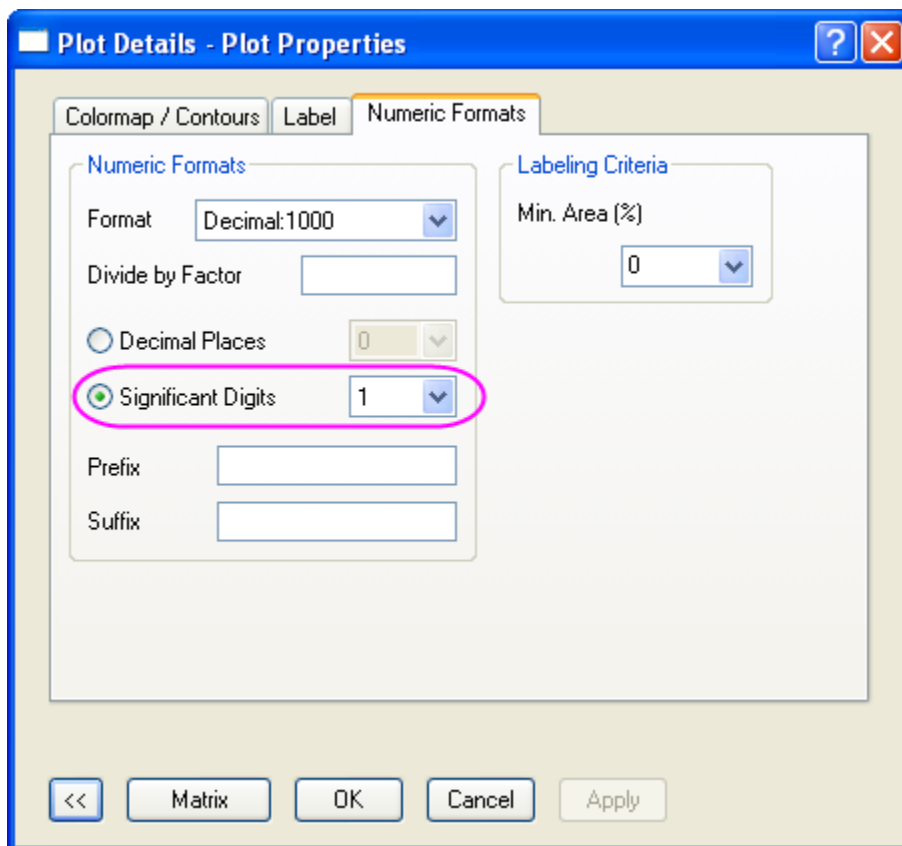 Plot Details - Plot Properties
?
Colormap / Contours Label Numeric Formats
Numeric Formats
Format Decimal:1000
Divide by Factor
Decimal Places 0
Significant Digits 1
Prefix
Suffix
Labeling Criteria
Min. Area (%)
0
<< Matrix OK Cancel Apply